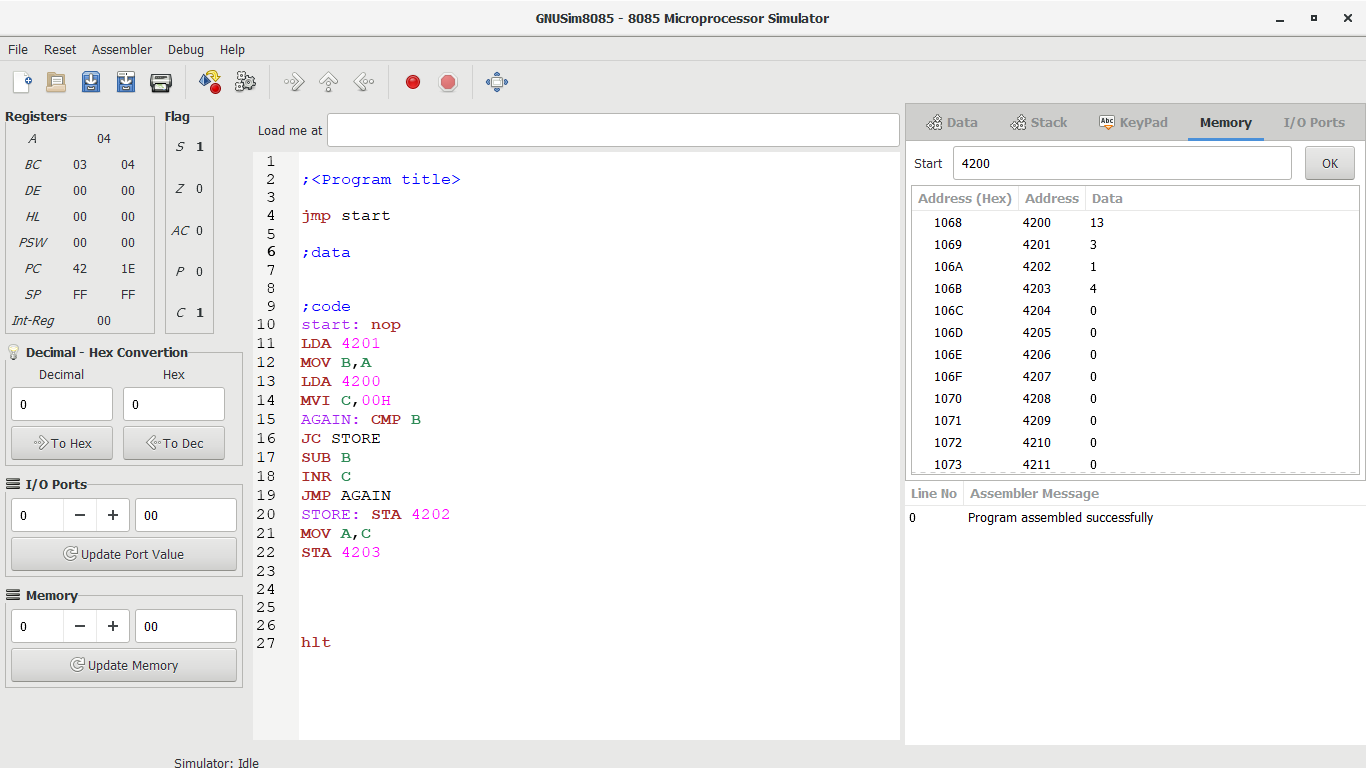 GNUSim8085 - 8085 Microprocessor Simulator
File Reset Assembler Debug Help
Registers
A 04
BC 03 04
DE 00 00
HL 00 00
PSW 00 00
PC 42 1E
SP FF FF
Int-Reg 00
Flag
S 1
Z 0
AC 0
P 0
C 1
Decimal - Hex Convertion
Decimal Hex
0 0
To Hex To Dec
I/O Ports
0 − + 00
Update Port Value
Memory
0 − + 00
Update Memory
Load me at
1
2 ;<Program title>
3
4 jmp start
5
6 ;data
7
8
9 ;code
10 start: nop
11 LDA 4201
12 MOV B,A
13 LDA 4200
14 MVI C,00H
15 AGAIN: CMP B
16 JC STORE
17 SUB B
18 INR C
19 JMP AGAIN
20 STORE: STA 4202
21 MOV A,C
22 STA 4203
23
24
25
26
27 hlt
Data Stack Abc KeyPad Memory I/O Ports
Start 4200 OK
Address (Hex) Address Data
1068 4200 13
1069 4201 3
106A 4202 1
106B 4203 4
106C 4204 0
106D 4205 0
106E 4206 0
106F 4207 0
1070 4208 0
1071 4209 0
1072 4210 0
1073 4211 0
Line No Assembler Message
0 Program assembled successfully
Simulator: Idle